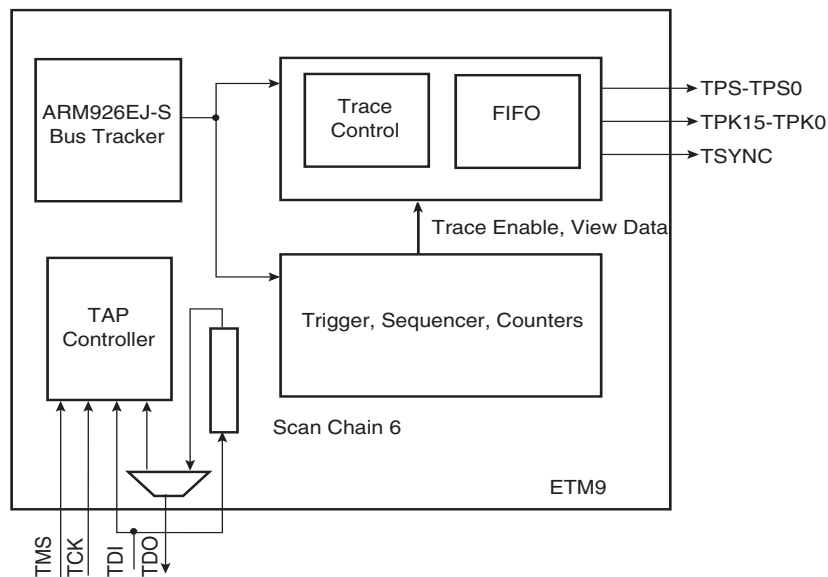 ARM926EJ-S
Bus Tracker
Trace
Control
FIFO
TPS-TPS0
TPK15-TPK0
TSYNC
Trace Enable, View Data
TAP
Controller
Trigger, Sequencer, Counters
Scan Chain 6
ETM9
TMS
TCK
TDI
TDO